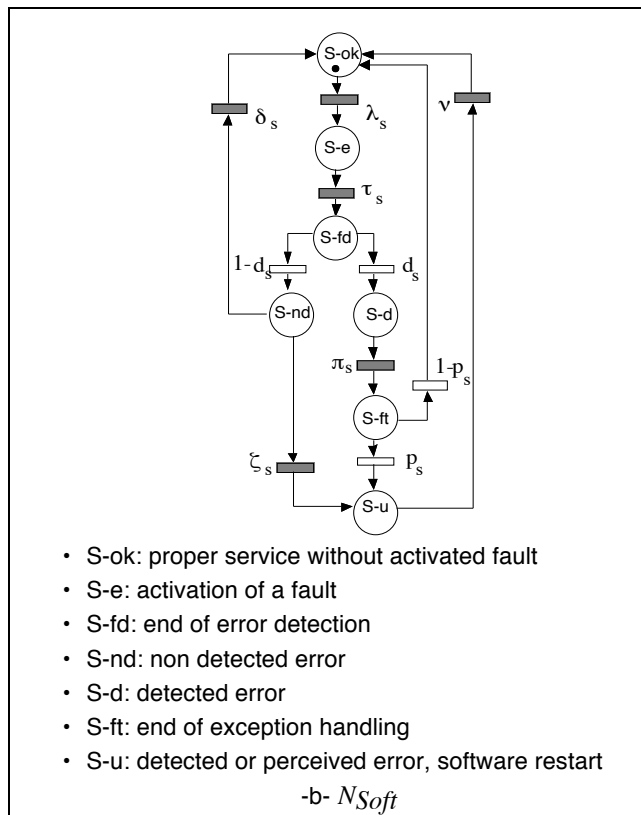 S-ok
λs
δs
ν
S-e
τs
S-fd
1-ds
ds
S-nd
S-d
πs
1-ps
S-ft
ζs
ps
S-u
• S-ok: proper service without activated fault
• S-e: activation of a fault
• S-fd: end of error detection
• S-nd: non detected error
• S-d: detected error
• S-ft: end of exception handling
• S-u: detected or perceived error, software restart
-b- NSoft